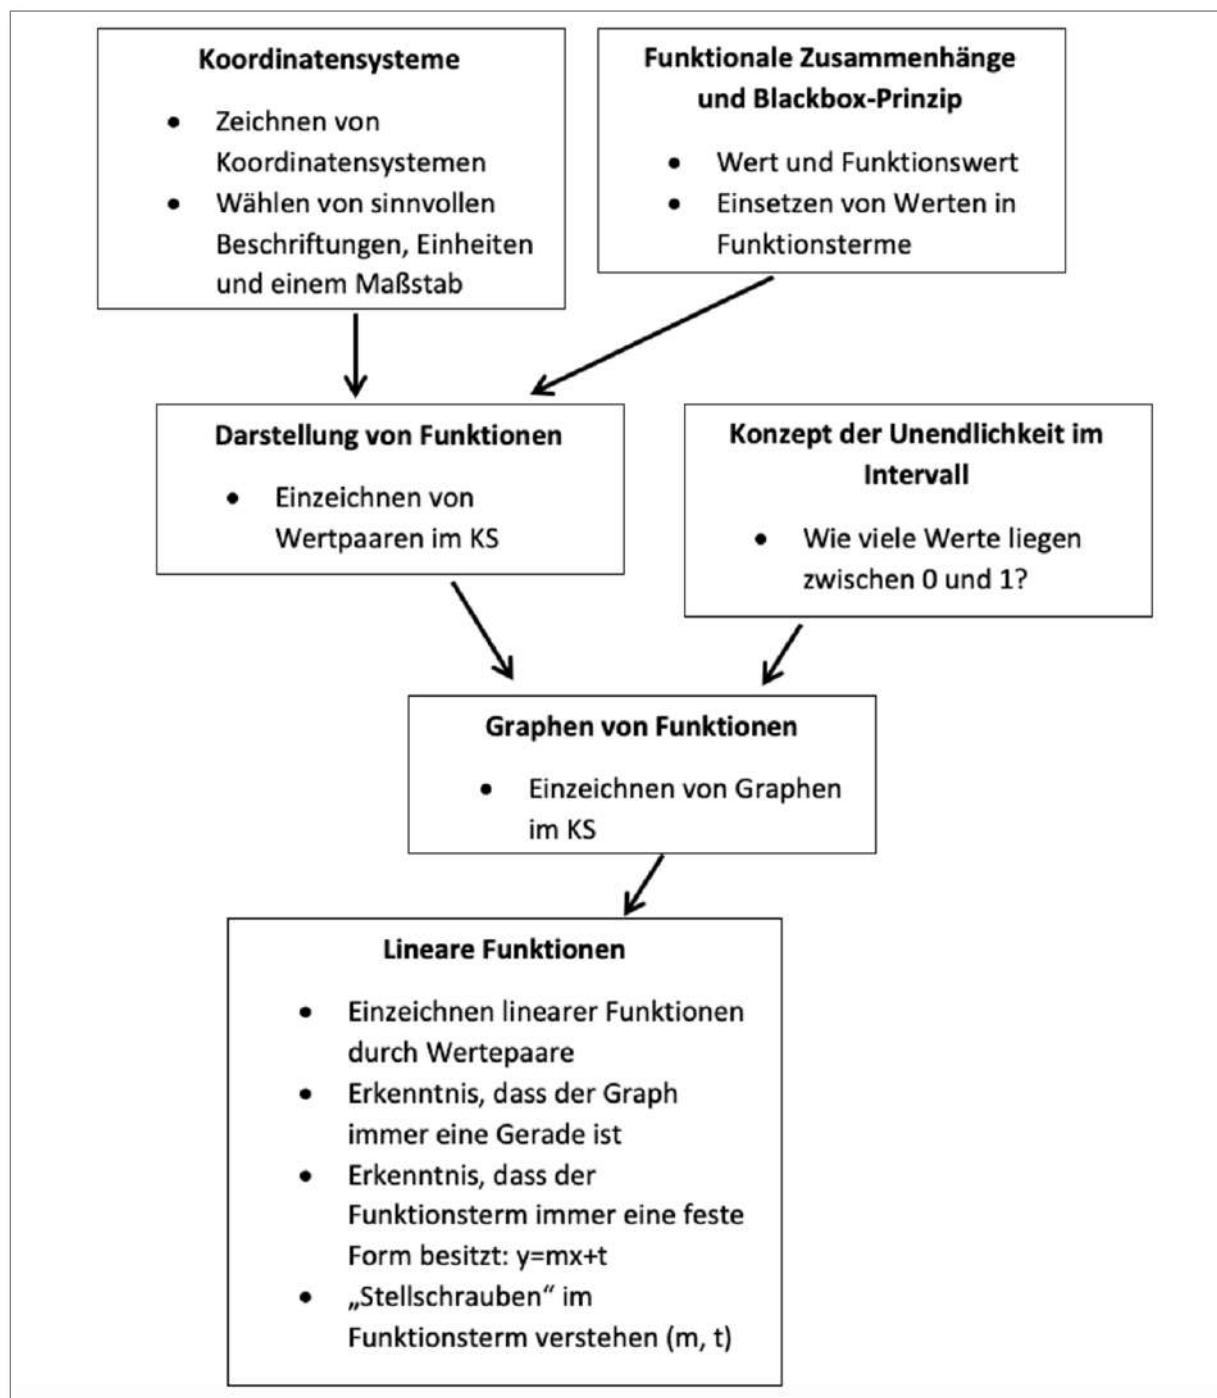 Koordinatensysteme
• Zeichnen von
Koordinatensystemen
• Wählen von sinnvollen
Beschriftungen, Einheiten
und einem Maßstab
Funktionale Zusammenhänge
und Blackbox-Prinzip
• Wert und Funktionswert
• Einsetzen von Werten in
Funktionsterme
Darstellung von Funktionen
• Einzeichnen von
Wertpaaren im KS
Konzept der Unendlichkeit im
Intervall
• Wie viele Werte liegen
zwischen 0 und 1?
Graphen von Funktionen
• Einzeichnen von Graphen
im KS
Lineare Funktionen
• Einzeichnen linearer Funktionen
durch Wertepaare
• Erkenntnis, dass der Graph
immer eine Gerade ist
• Erkenntnis, dass der
Funktionsterm immer eine feste
Form besitzt: y=mx+t
• „Stellschrauben“ im
Funktionsterm verstehen (m, t)